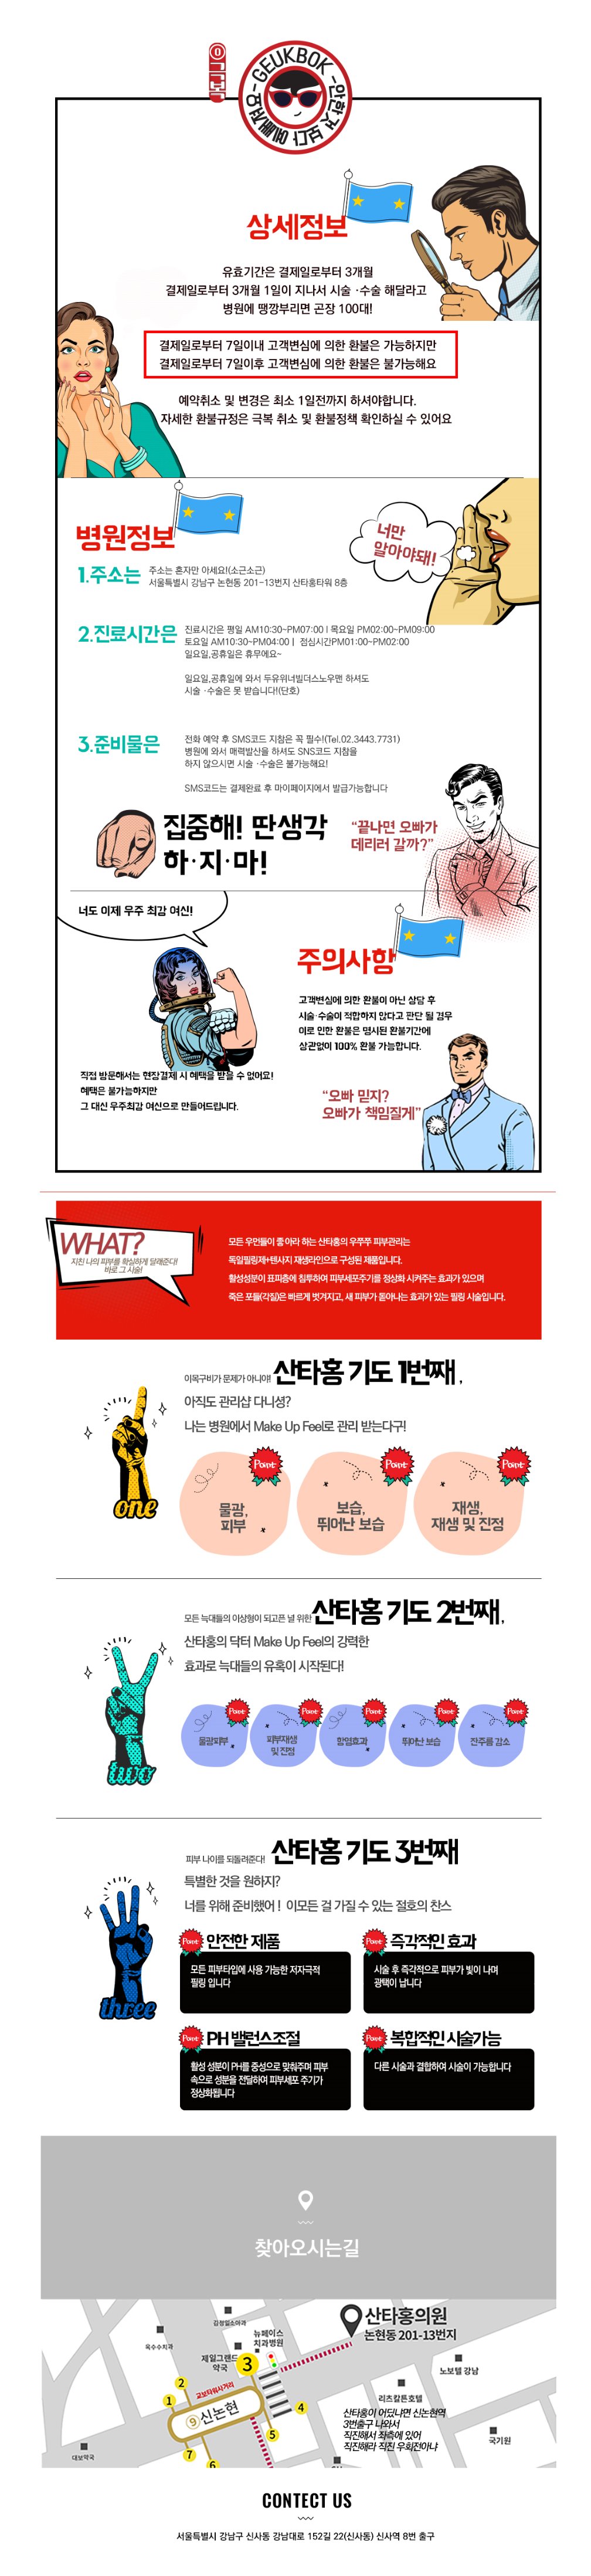 GEUKBOK
상세정보
유효기간은 결제일로부터 3개월
결제일로부터 3개월 1일이 지나서 시술·수술 해달라고
병원에 땡깡부리면 곤장 100대!
결제일로부터 7일이내 고객변심에 의한 환불은 가능하지만
결제일로부터 7일이후 고객변심에 의한 환불은 불가능해요
예약취소 및 변경은 최소 1일전까지 하셔야합니다.
자세한 환불규정은 극복 취소 및 환불정책 확인하실 수 있어요
병원정보
너만
알아야돼!
1.주소는
주소는 혼자만 아세요!(소근소근)
서울특별시 강남구 논현동 201-13번지 산타홍타워 8층
2.진료시간은
진료시간은 평일 AM10:30~PM07:00 | 목요일 PM02:00~PM09:00
토요일 AM10:30~PM04:00 | 점심시간PM01:00~PM02:00
일요일,공휴일은 휴무에요~
일요일,공휴일에 와서 두유워너빌더스노우맨 하셔도
시술·수술은 못 받습니다!(단호)
3.준비물은
전화 예약 후 SMS코드 지참은 꼭 필수!(Tel.02.3443.7731)
병원에 와서 매력발산을 하셔도 SNS코드 지참을
하지 않으시면 시술·수술은 불가능해요!
SMS코드는 결제완료 후 마이페이지에서 발급가능합니다
집중해! 딴생각
하·지·마!
“끝나면 오빠가
데리러 갈까?”
너도 이제 우주 최강 여신!
주의사항
고객변심에 의한 환불이 아닌 상담 후
시술·수술이 적합하지 않다고 판단 될 경우
이로 인한 환불은 명시된 환불기간에
상관없이 100% 환불 가능합니다.
직접 방문해서는 현장결제 시 혜택을 받을 수 없어요!
혜택은 불가능하지만
그 대신 우주최강 여신으로 만들어드립니다.
“오빠 믿지?
오빠가 책임질게”
WHAT?
지친 나의 피부를 확실하게 달래준다!
바로 그 시술!
모든 우먼들이 좋아라 하는 산타홍의 우쭈쭈 피부관리는
독일필링제+텐사지 재생라인으로 구성된 제품입니다.
활성성분이 표피층에 침투하여 피부세포주기를 정상화 시켜주는 효과가 있으며
죽은 포들(각질)은 빠르게 벗겨지고, 새 피부가 돋아나는 효과가 있는 필링 시술입니다.
one
이목구비가 문제가 아니야! 산타홍 기도 1번째,
아직도 관리샵 다니셩?
나는 병원에서 Make Up Feel로 관리 받는다구!
Point
Point
Point
물광,
피부
보습,
뛰어난 보습
재생,
재생 및 진정
two
모든 늑대들의 이상형이 되고픈 널 위한 산타홍 기도 2번째,
산타홍의 닥터 Make Up Feel의 강력한
효과로 늑대들의 유혹이 시작된다!
Point
Point
Point
Point
Point
물광피부
피부재생
및 진정
항염효과
뛰어난 보습
잔주름 감소
three
피부 나이를 되돌려준다! 산타홍 기도 3번째
특별한 것을 원하지?
너를 위해 준비했어! 이모든 걸 가질 수 있는 절호의 찬스
Point 안전한 제품
모든 피부타입에 사용 가능한 저자극적
필링 입니다
Point 즉각적인 효과
시술 후 즉각적으로 피부가 빛이 나며
광택이 납니다
Point PH 밸런스조절
활성 성분이 PH를 중성으로 맞춰주며 피부
속으로 성분을 전달하여 피부세포 주기가
정상화됩니다
Point 복합적인 시술가능
다른 시술과 결합하여 시술이 가능합니다
찾아오시는길
산타홍의원
논현동 201-13번지
김정일소아과
옥수수치과
뉴페이스
치과병원
제일그랜드
약국
3
노보텔 강남
2
교보타워사거리
1
리츠칼튼호텔
⑨ 신논현
4
산타홍이 어딨냐면 신논현역
3번출구 나와서
직진해서 좌측에 있어
직진해라 직진 우회전아냐
5
국기원
7
대보약국
6
CONTECT US
서울특별시 강남구 신사동 강남대로 152길 22(신사동) 신사역 8번 출구